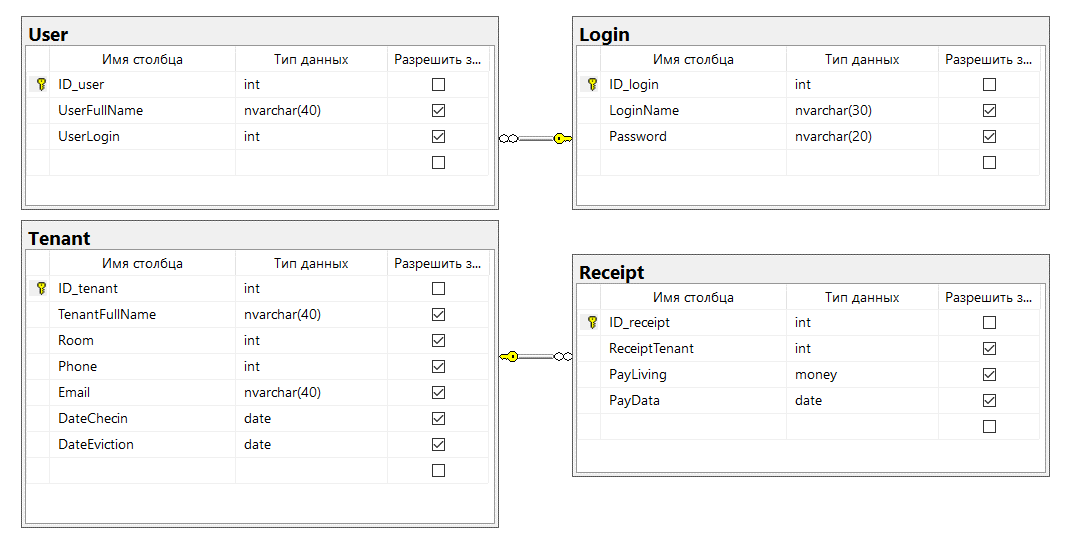 User
Имя столбца Тип данных Разрешить з...
ID_user int
UserFullName nvarchar(40)
UserLogin int
Login
Имя столбца Тип данных Разрешить з...
ID_login int
LoginName nvarchar(30)
Password nvarchar(20)
Tenant
Имя столбца Тип данных Разрешить з...
ID_tenant int
TenantFullName nvarchar(40)
Room int
Phone int
Email nvarchar(40)
DateChecin date
DateEviction date
Receipt
Имя столбца Тип данных Разрешить з...
ID_receipt int
ReceiptTenant int
PayLiving money
PayData date